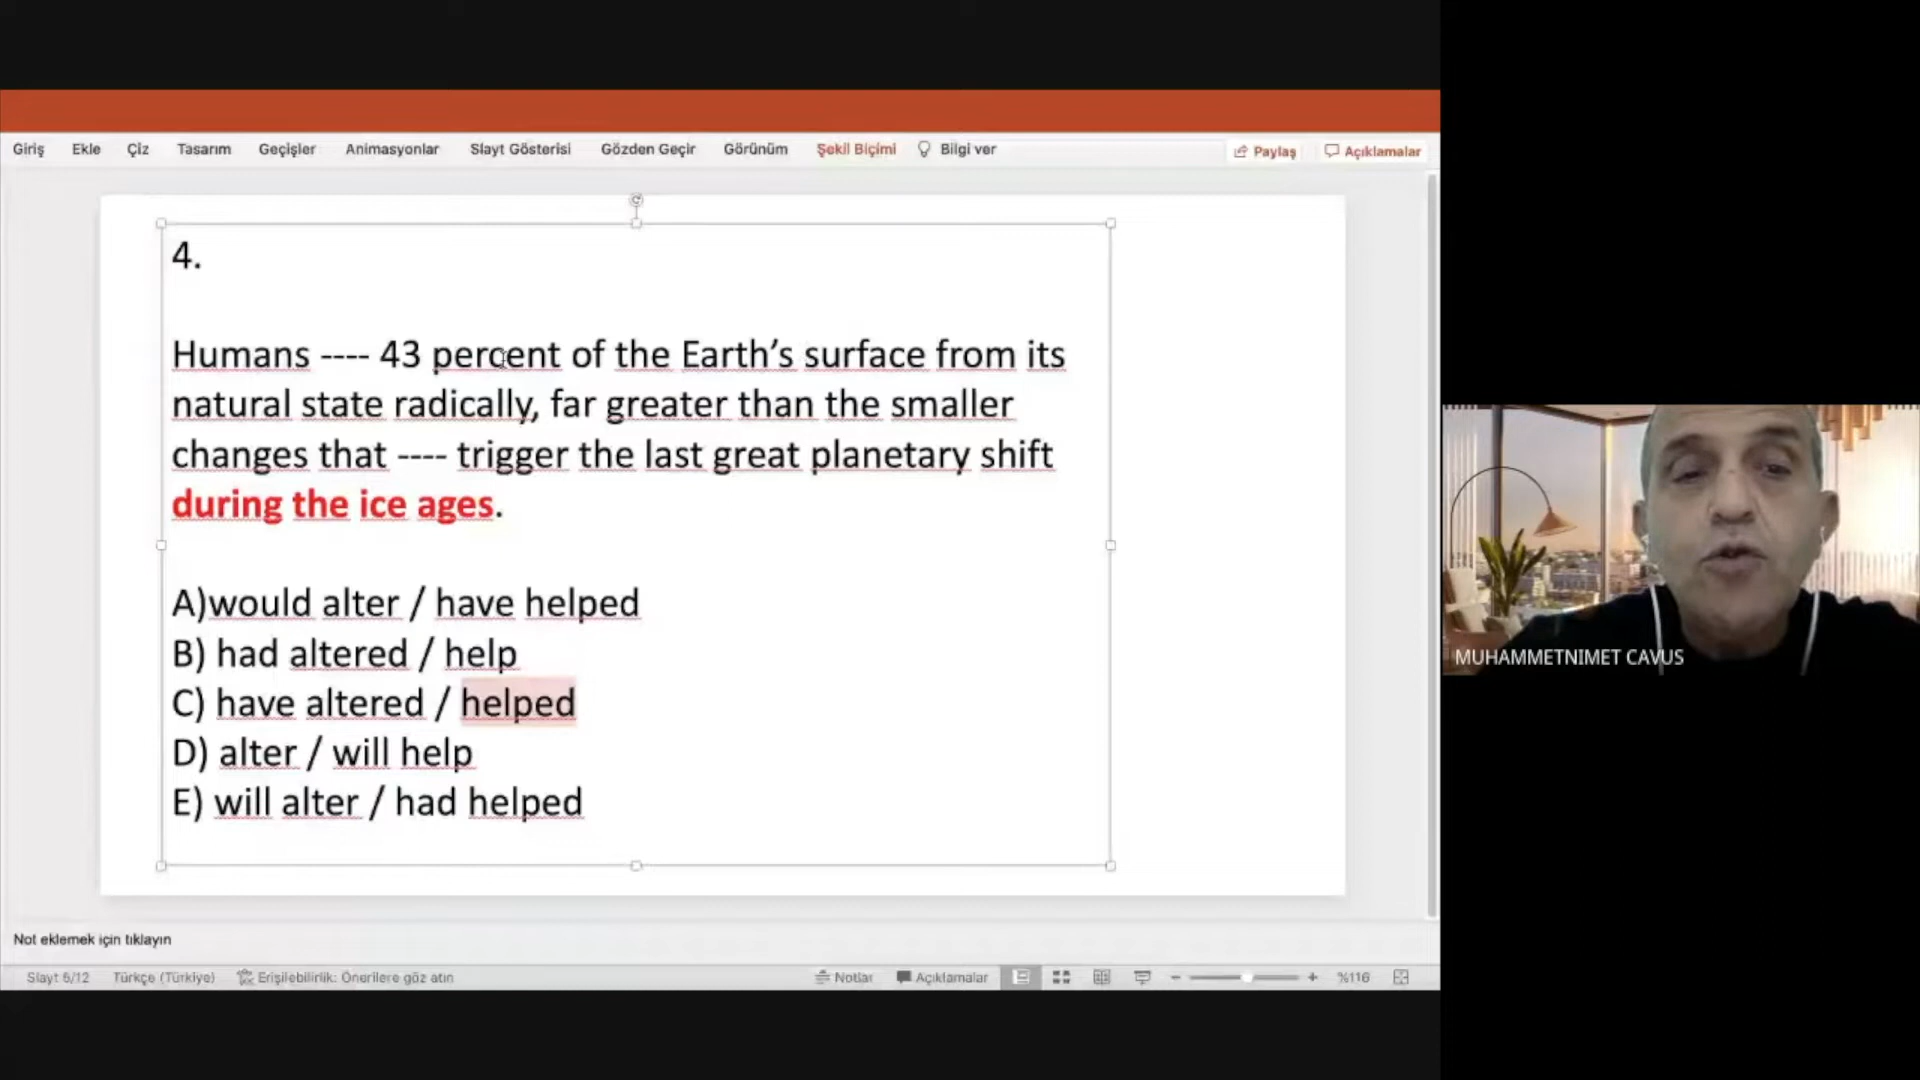 Giriş Ekle Çiz Tasarım Geçişler Animasyonlar Slayt Gösterisi Gözden Geçir Görünüm Şekil Biçimi Bilgi ver Paylaş Açıklamalar
4.
Humans ---- 43 percent of the Earth’s surface from its
natural state radically, far greater than the smaller
changes that ---- trigger the last great planetary shift
during the ice ages.
A)would alter / have helped
B) had altered / help
C) have altered / helped
D) alter / will help
E) will alter / had helped
MUHAMMETNIMET CAVUS
Not eklemek için tıklayın
Slayt 6/12 Türkçe (Türkiye) Erişilebilirlik: Önerilere göz atın Notlar Açıklamalar %116